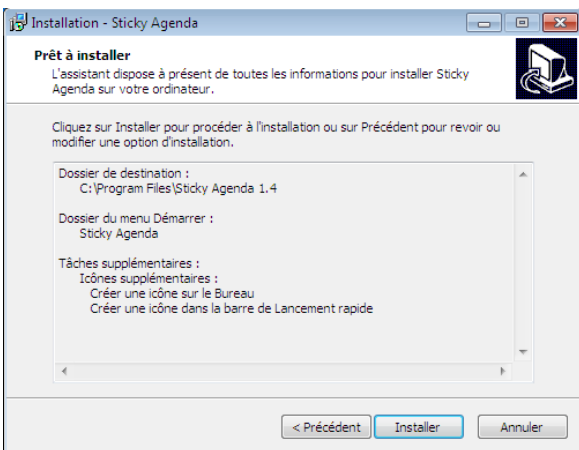 Installation - Sticky Agenda
Prêt à installer
L'assistant dispose à présent de toutes les informations pour installer Sticky
Agenda sur votre ordinateur.
Cliquez sur Installer pour procéder à l'installation ou sur Précédent pour revoir ou
modifier une option d'installation.
Dossier de destination :
C:\Program Files\Sticky Agenda 1.4
Dossier du menu Démarrer :
Sticky Agenda
Tâches supplémentaires :
Icônes supplémentaires :
Créer une icône sur le Bureau
Créer une icône dans la barre de Lancement rapide
< Précédent Installer Annuler